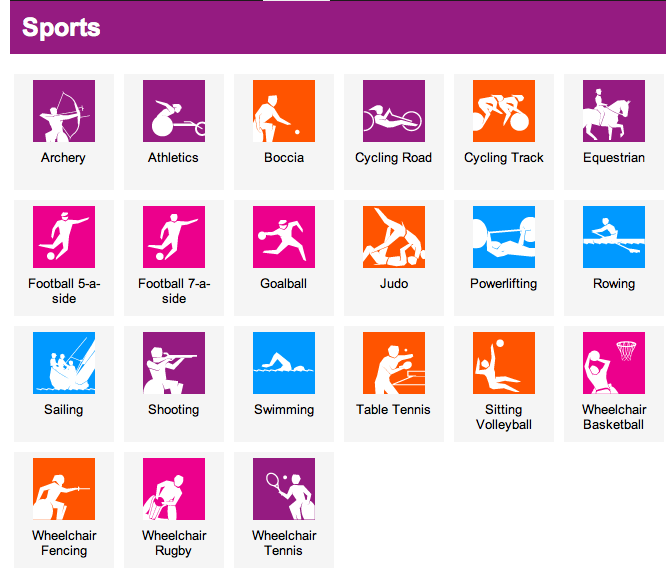 Sports
Archery
Athletics
Boccia
Cycling Road
Cycling Track
Equestrian
Football 5-a-
side
Football 7-a-
side
Goalball
Judo
Powerlifting
Rowing
Sailing
Shooting
Swimming
Table Tennis
Sitting
Volleyball
Wheelchair
Basketball
Wheelchair
Fencing
Wheelchair
Rugby
Wheelchair
Tennis